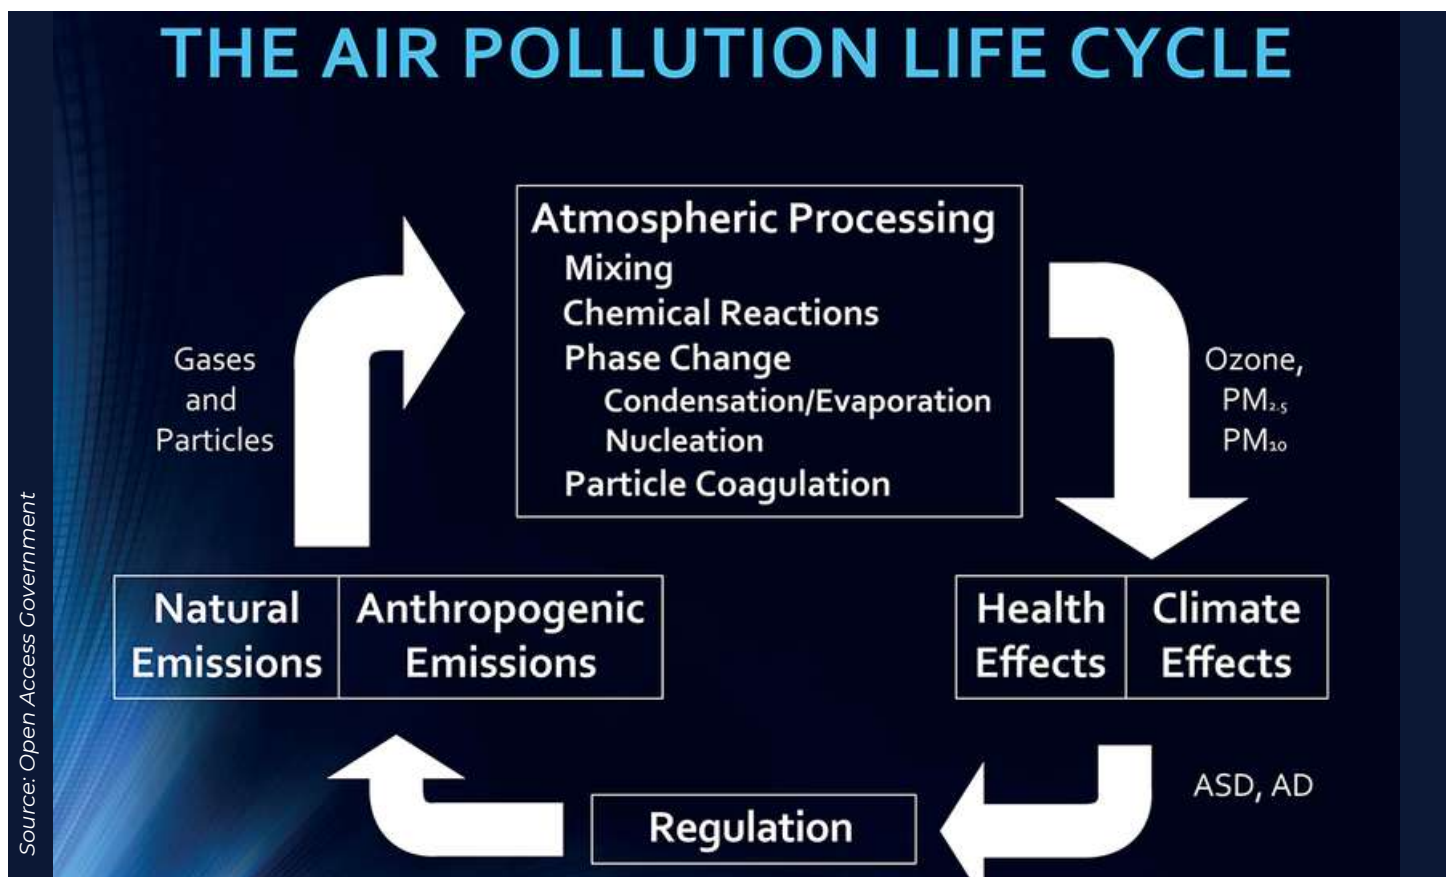 THE AIR POLLUTION LIFE CYCLE
Atmospheric Processing
Mixing
Chemical Reactions
Phase Change
Condensation/Evaporation
Nucleation
Particle Coagulation
Gases
and
Particles
Ozone,
PM₂.₅
PM₁₀
Natural
Emissions
Anthropogenic
Emissions
Health
Effects
Climate
Effects
ASD, AD
Regulation
Source: Open Access Government